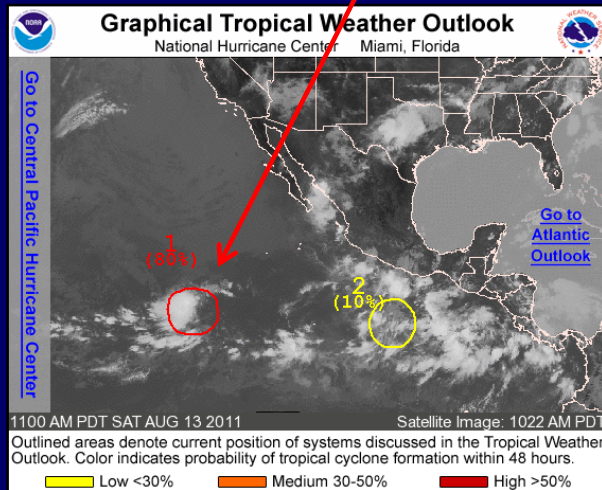 Graphical Tropical Weather Outlook
National Hurricane Center Miami, Florida
NOAA
Go to Central Pacific Hurricane Center
Go to
Atlantic
Outlook
1
(80%)
2
(10%)
1100 AM PDT SAT AUG 13 2011 Satellite Image: 1022 AM PDT
Outlined areas denote current position of systems discussed in the Tropical Weather
Outlook. Color indicates probability of tropical cyclone formation within 48 hours.
Low <30% Medium 30-50% High >50%